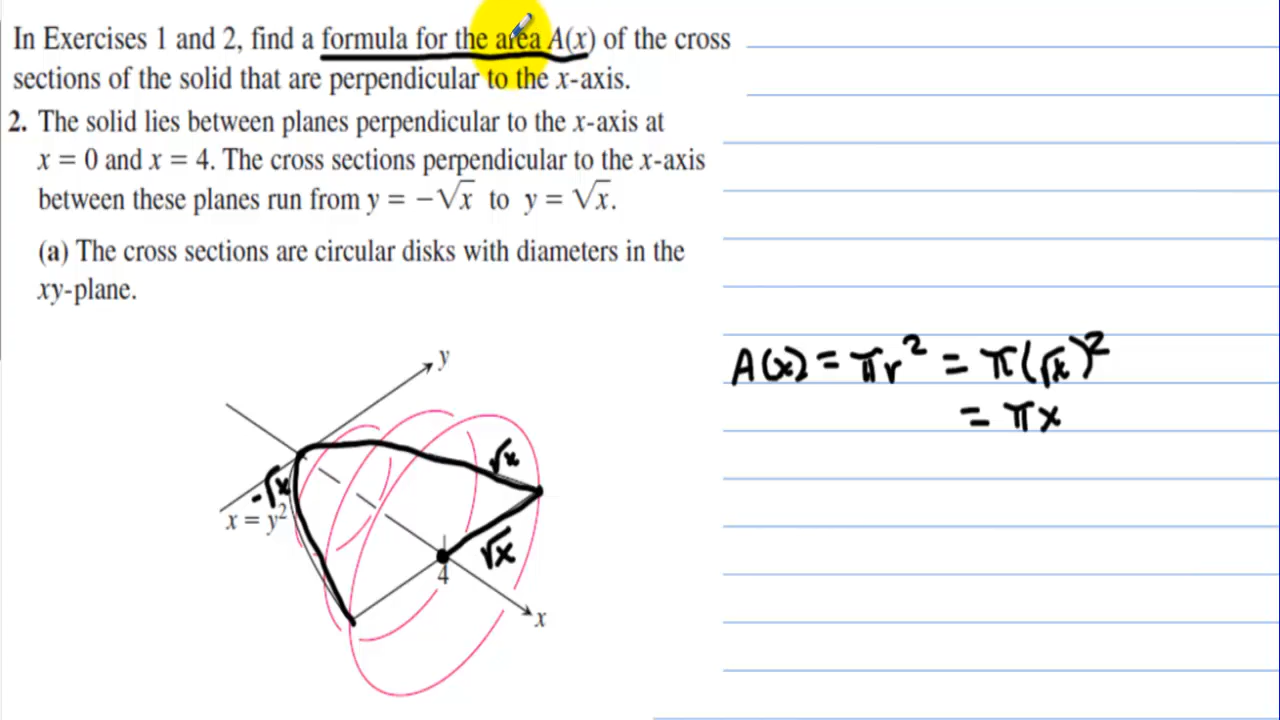 In Exercises 1 and 2, find a formula for the area A(x) of the cross
sections of the solid that are perpendicular to the x-axis.
2. The solid lies between planes perpendicular to the x-axis at
x = 0 and x = 4. The cross sections perpendicular to the x-axis
between these planes run from y = −√x to y = √x.
(a) The cross sections are circular disks with diameters in the
xy-plane.
A(x) = πr² = π(√x)²
= πx
y
√x
-√x
x = y²
√x
4
x